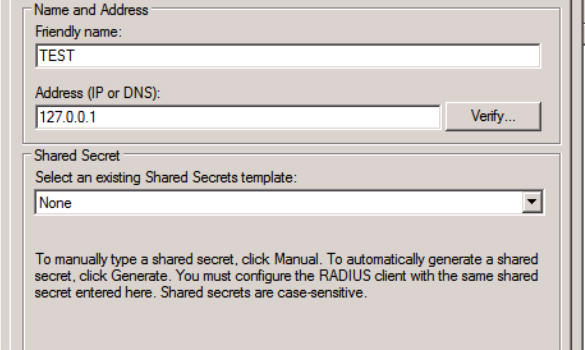 Name and Address
Friendly name:
TEST
Address (IP or DNS):
127.0.0.1
Verify...
Shared Secret
Select an existing Shared Secrets template:
None
To manually type a shared secret, click Manual. To automatically generate a shared
secret, click Generate. You must configure the RADIUS client with the same shared
secret entered here. Shared secrets are case-sensitive.